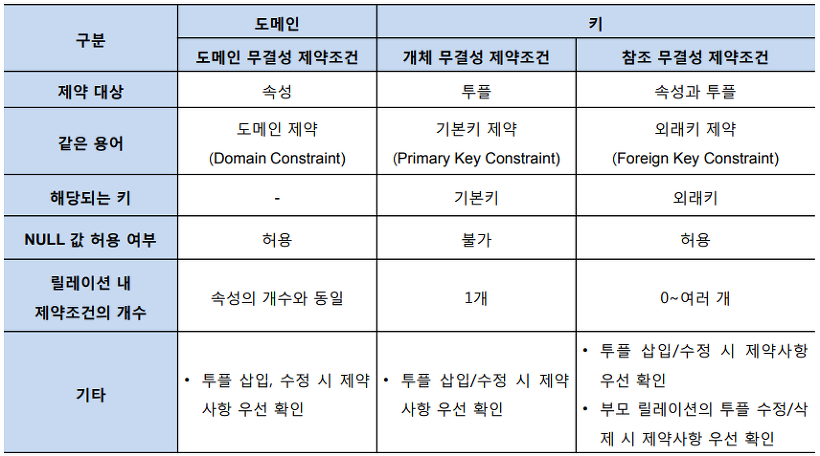 구분
도메인
키
도메인 무결성 제약조건
개체 무결성 제약조건
참조 무결성 제약조건
제약 대상
속성
투플
속성과 투플
같은 용어
도메인 제약
(Domain Constraint)
기본키 제약
(Primary Key Constraint)
외래키 제약
(Foreign Key Constraint)
해당되는 키
-
기본키
외래키
NULL 값 허용 여부
허용
불가
허용
릴레이션 내
제약조건의 개수
속성의 개수와 동일
1개
0~여러 개
기타
• 투플 삽입, 수정 시 제약
사항 우선 확인
• 투플 삽입/수정 시 제약
사항 우선 확인
• 투플 삽입/수정 시 제약사항
우선 확인
• 부모 릴레이션의 투플 수정/삭
제 시 제약사항 우선 확인